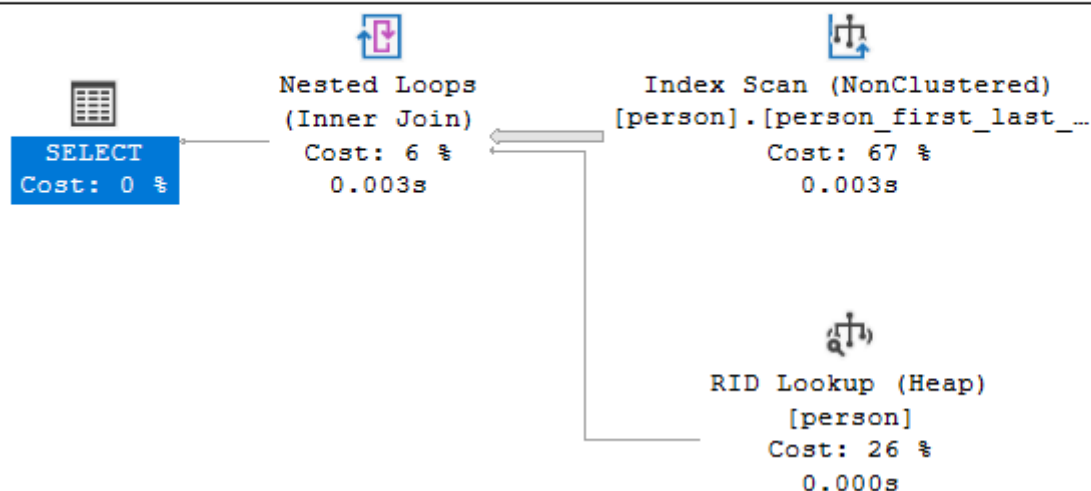 SELECT
Cost: 0 %
Nested Loops
(Inner Join)
Cost: 6 %
0.003s
Index Scan (NonClustered)
[person].[person_first_last_…
Cost: 67 %
0.003s
RID Lookup (Heap)
[person]
Cost: 26 %
0.000s